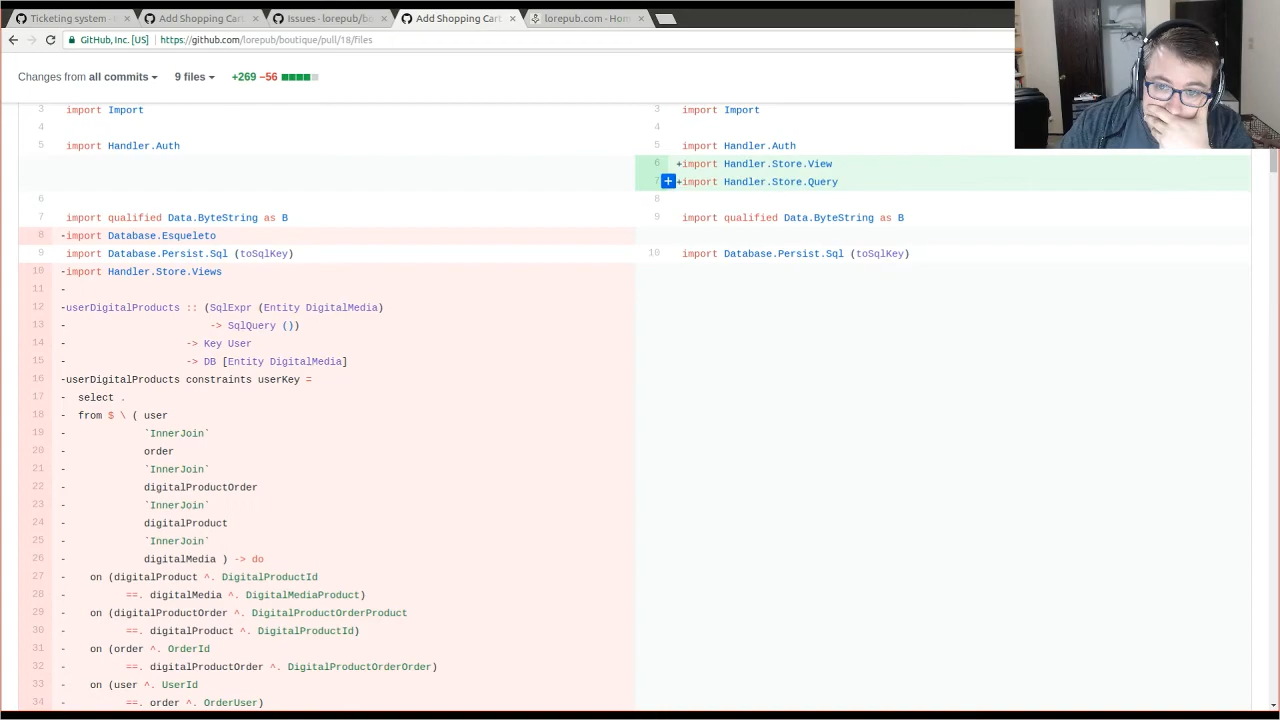 Ticketing system -
Add Shopping Cart
Issues - lorepub/bo
Add Shopping Cart
lorepub.com - Hom
GitHub, Inc. [US]
https://github.com/lorepub/boutique/pull/18/files
Changes from all commits
9 files
+269 −56
3 import Import
4
5 import Handler.Auth
6
7 import qualified Data.ByteString as B
8 -import Database.Esqueleto
9 import Database.Persist.Sql (toSqlKey)
10 -import Handler.Store.Views
11 -
12 -userDigitalProducts :: (SqlExpr (Entity DigitalMedia)
13 - -> SqlQuery ())
14 - -> Key User
15 - -> DB [Entity DigitalMedia]
16 -userDigitalProducts constraints userKey =
17 - select .
18 - from $ \ ( user
19 - `InnerJoin`
20 - order
21 - `InnerJoin`
22 - digitalProductOrder
23 - `InnerJoin`
24 - digitalProduct
25 - `InnerJoin`
26 - digitalMedia ) -> do
27 - on (digitalProduct ^. DigitalProductId
28 - ==. digitalMedia ^. DigitalMediaProduct)
29 - on (digitalProductOrder ^. DigitalProductOrderProduct
30 - ==. digitalProduct ^. DigitalProductId)
31 - on (order ^. OrderId
32 - ==. digitalProductOrder ^. DigitalProductOrderOrder)
33 - on (user ^. UserId
34 - ==. order ^. OrderUser)
3 import Import
4
5 import Handler.Auth
6 +import Handler.Store.View
7 +import Handler.Store.Query
8
9 import qualified Data.ByteString as B
10 import Database.Persist.Sql (toSqlKey)